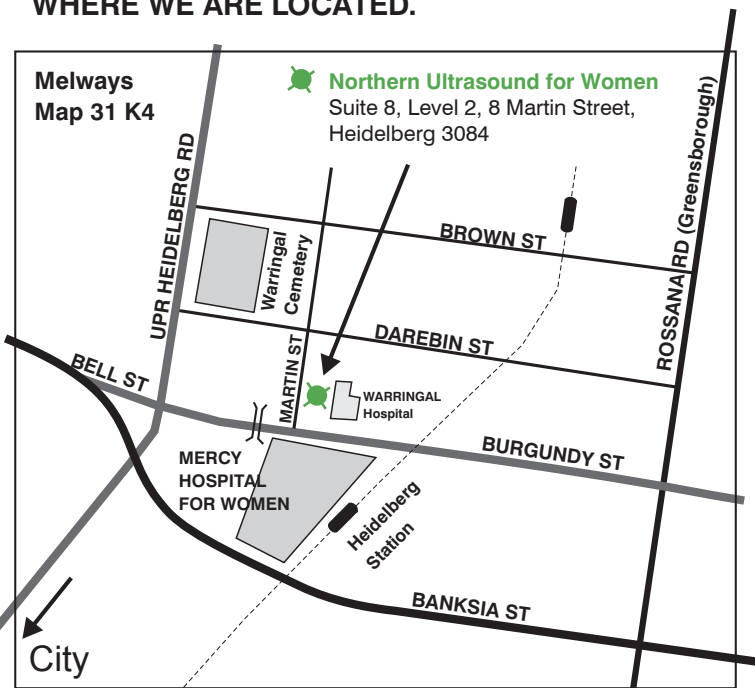 WHERE WE ARE LOCATED.
Melways
Map 31 K4
Northern Ultrasound for Women
Suite 8, Level 2, 8 Martin Street,
Heidelberg 3084
UPR HEIDELBERG RD
ROSSANA RD (Greensborough)
BROWN ST
Warringal
Cemetery
DAREBIN ST
MARTIN ST
BELL ST
WARRINGAL
Hospital
BURGUNDY ST
MERCY
HOSPITAL
FOR WOMEN
Heidelberg
Station
BANKSIA ST
City